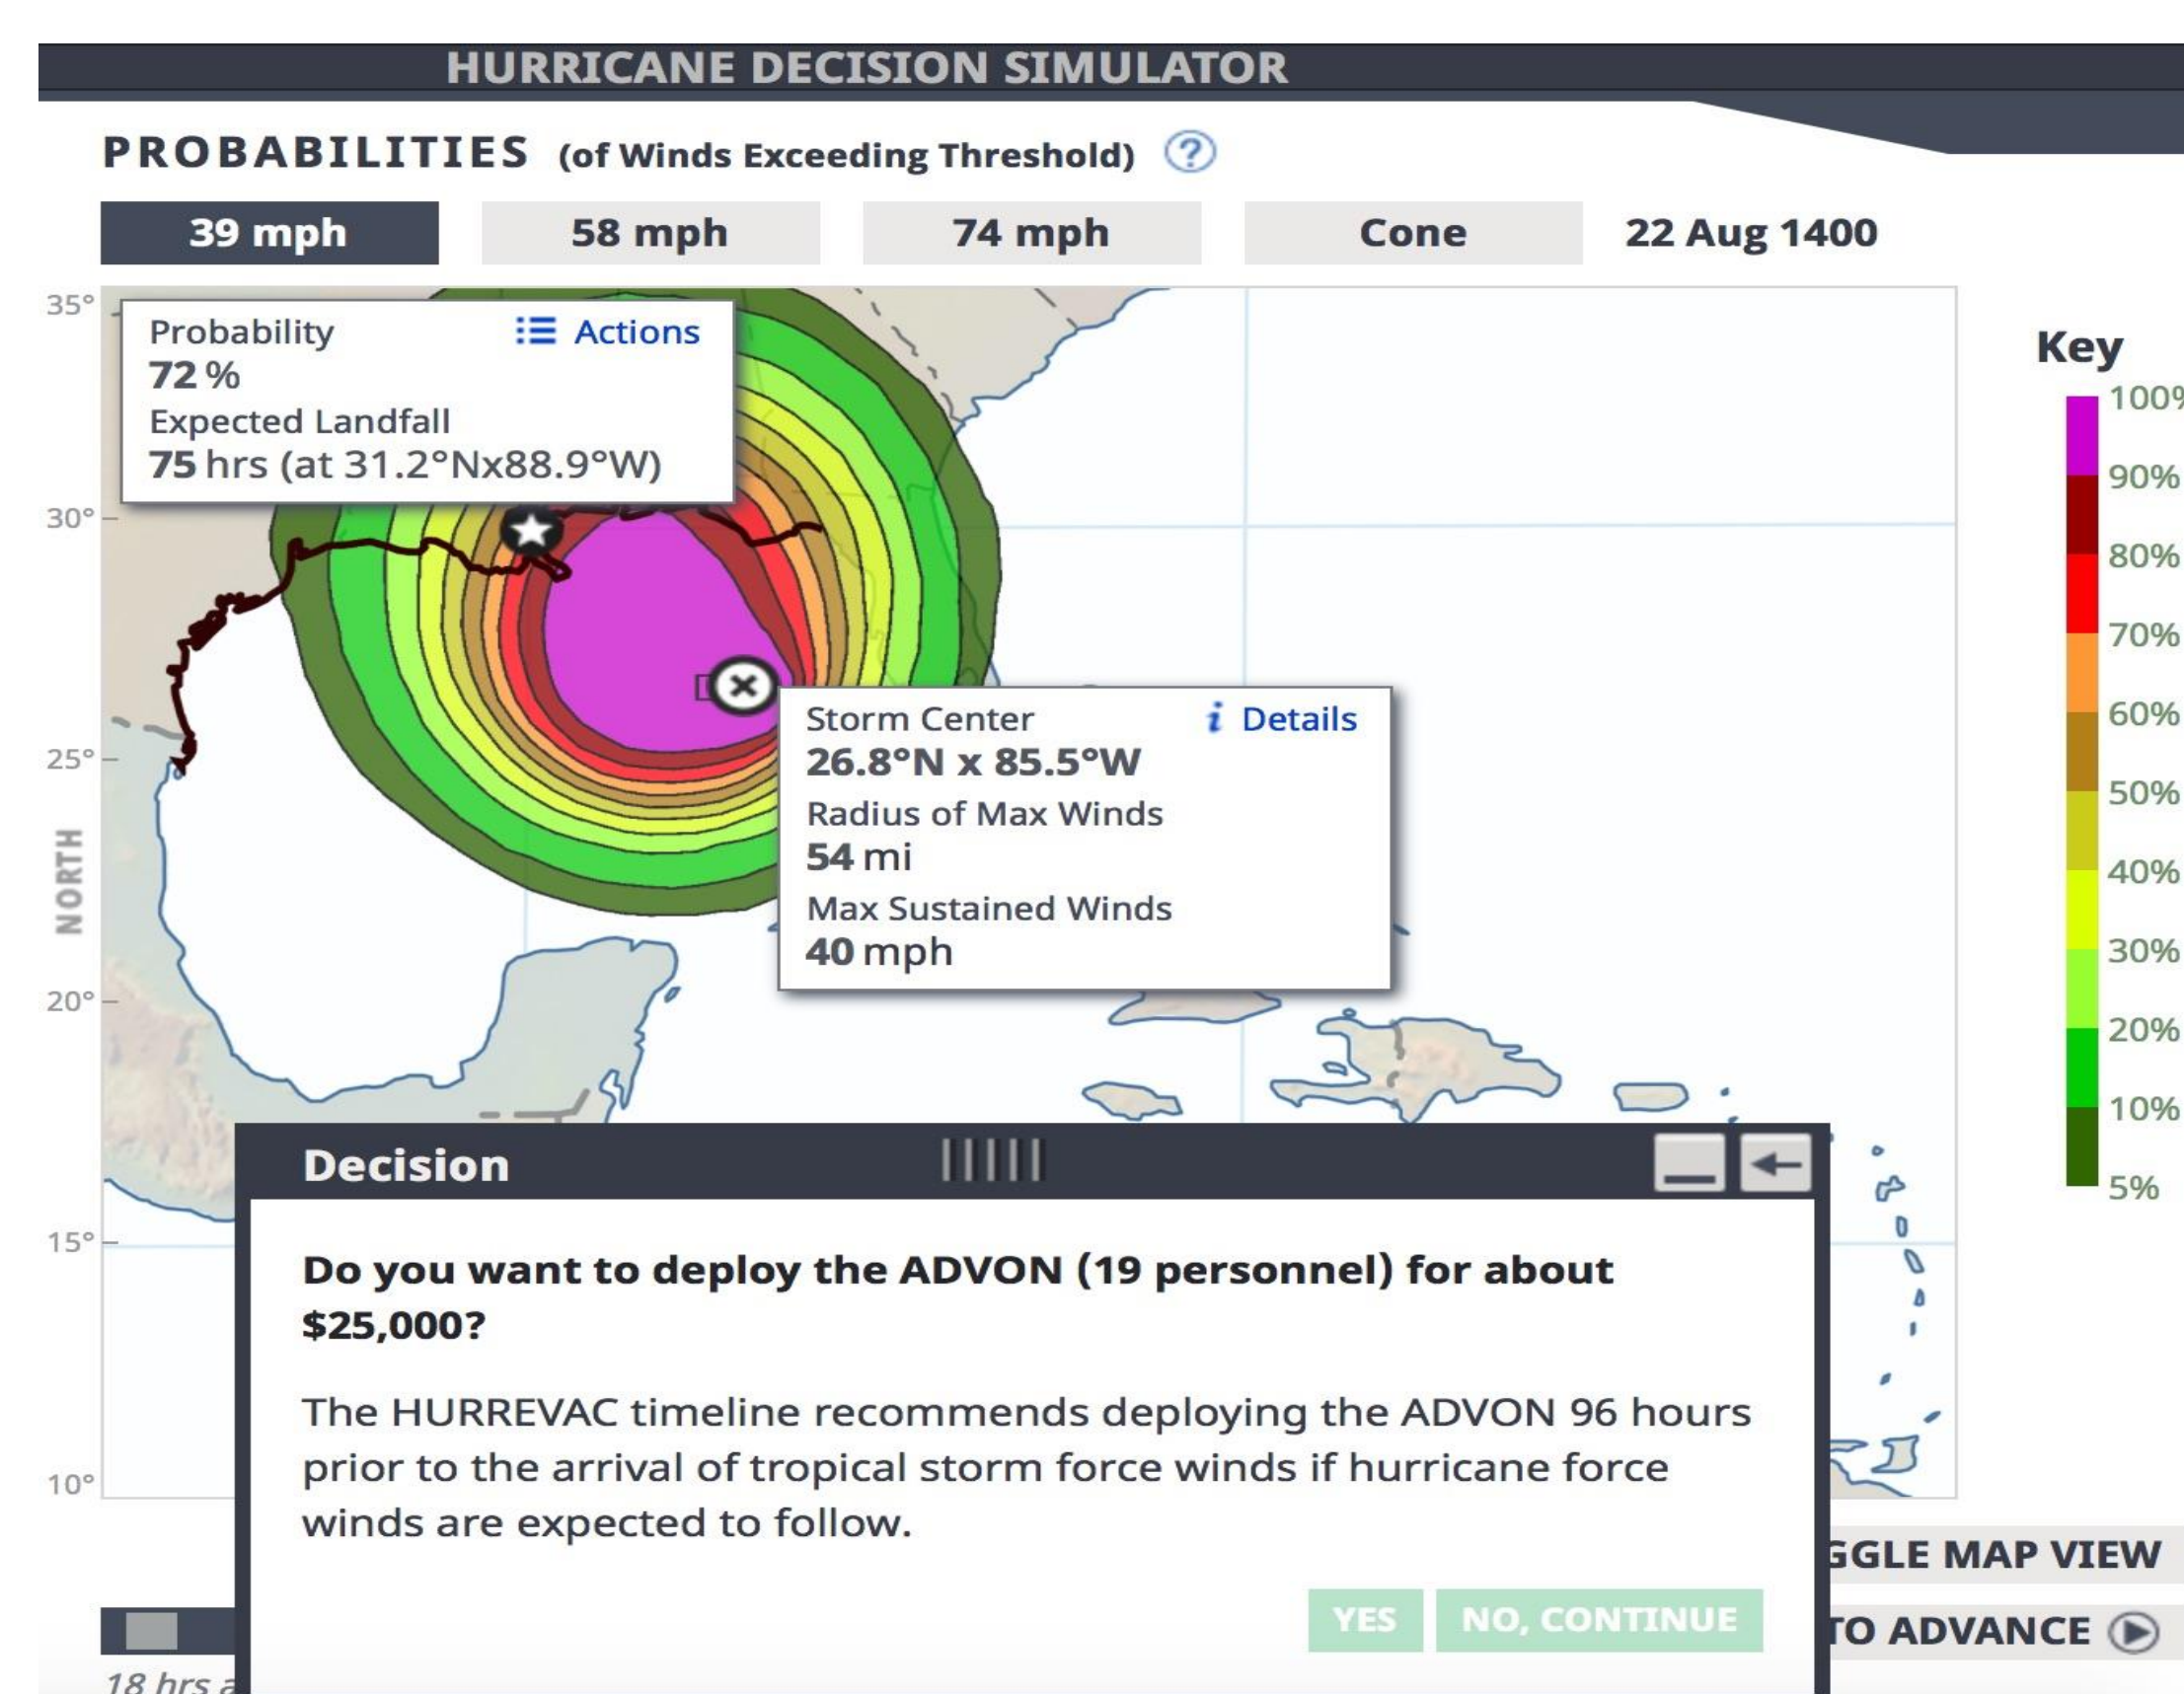 HURRICANE DECISION SIMULATOR
PROBABILITIES (of Winds Exceeding Threshold) ?
39 mph 58 mph 74 mph Cone 22 Aug 1400
35°
30°
25°
20°
15°
10°
NORTH
Probability Actions
72 %
Expected Landfall
75 hrs (at 31.2°Nx88.9°W)
Storm Center i Details
26.8°N x 85.5°W
Radius of Max Winds
54 mi
Max Sustained Winds
40 mph
Key
100%
90%
80%
70%
60%
50%
40%
30%
20%
10%
5%
Decision
Do you want to deploy the ADVON (19 personnel) for about
$25,000?
The HURREVAC timeline recommends deploying the ADVON 96 hours
prior to the arrival of tropical storm force winds if hurricane force
winds are expected to follow.
YES NO, CONTINUE
GGLE MAP VIEW
TO ADVANCE
18 hrs a